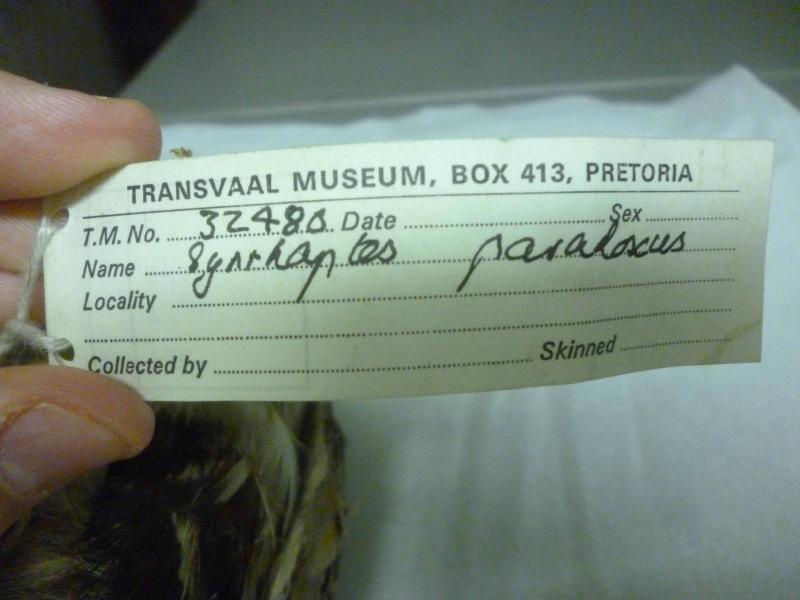 TRANSVAAL MUSEUM, BOX 413, PRETORIA
T.M. No. 32480 Date Sex
Name Syrrhaptes paradoxus
Locality
Collected by Skinned